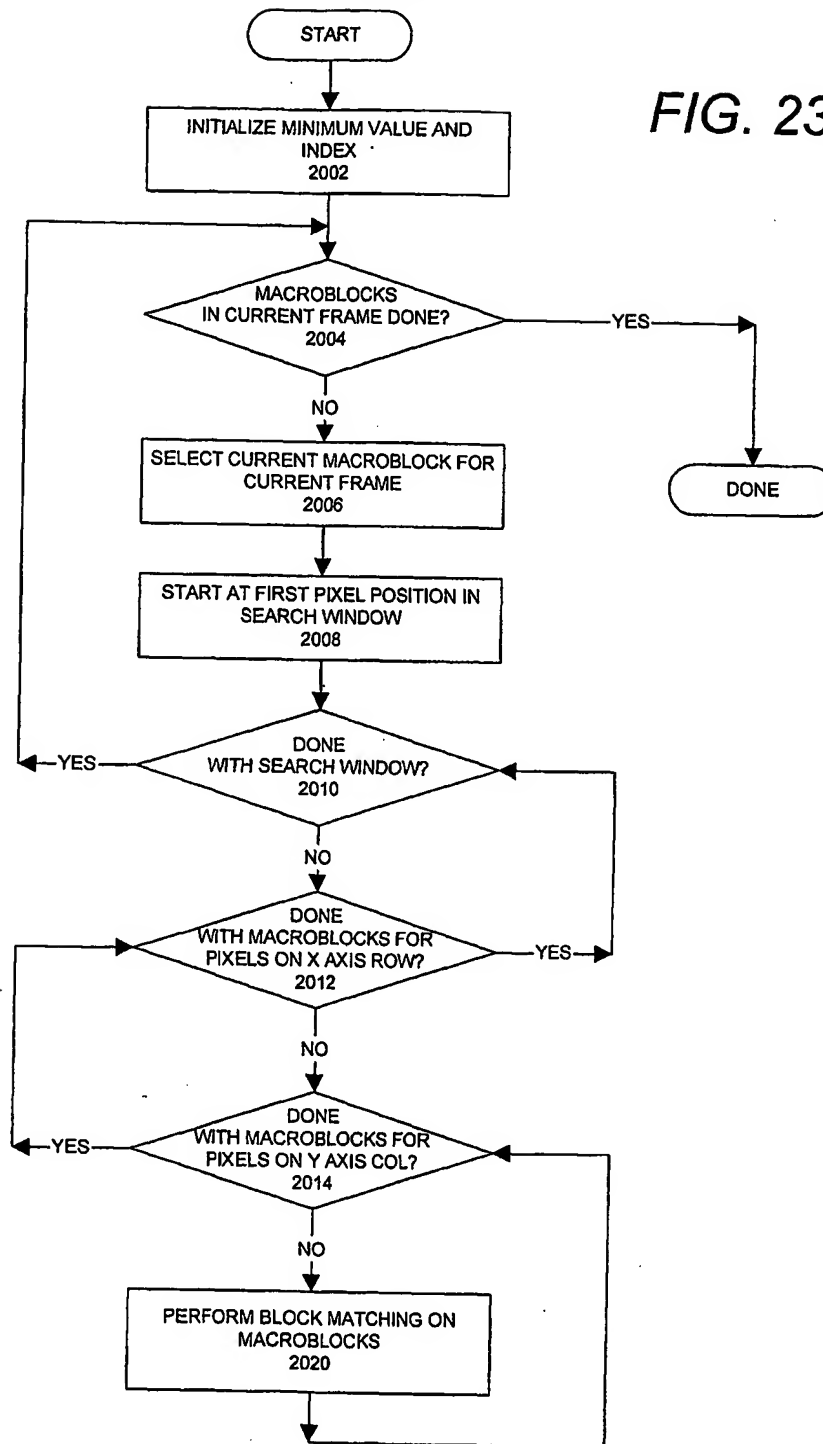 START
FIG. 23
INITIALIZE MINIMUM VALUE AND
INDEX
2002
MACROBLOCKS
IN CURRENT FRAME DONE?
2004
YES
NO
SELECT CURRENT MACROBLOCK FOR
CURRENT FRAME
2006
DONE
START AT FIRST PIXEL POSITION IN
SEARCH WINDOW
2008
DONE
WITH SEARCH WINDOW?
2010
YES
NO
DONE
WITH MACROBLOCKS FOR
PIXELS ON X AXIS ROW?
2012
YES
NO
DONE
WITH MACROBLOCKS FOR
PIXELS ON Y AXIS COL?
2014
YES
NO
PERFORM BLOCK MATCHING ON
MACROBLOCKS
2020